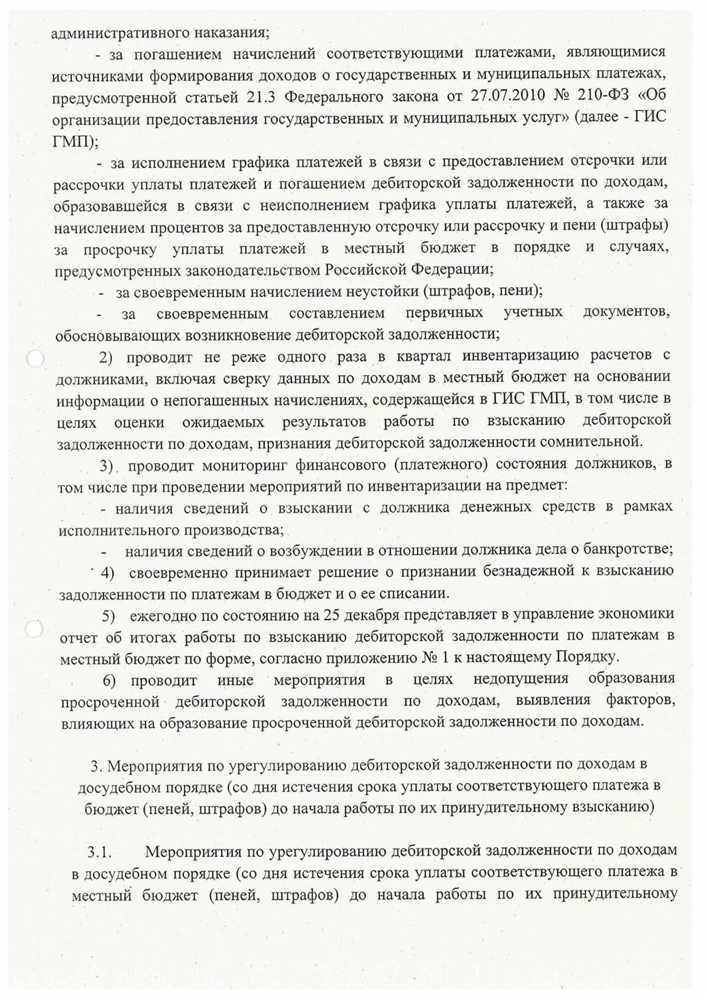 административного наказания;
- за погашением начислений соответствующими платежами, являющимися
источниками формирования доходов о государственных и муниципальных платежах,
предусмотренной статьей 21.3 Федерального закона от 27.07.2010 № 210-ФЗ «Об
организации предоставления государственных и муниципальных услуг» (далее - ГИС
ГМП);
- за исполнением графика платежей в связи с предоставлением отсрочки или
рассрочки уплаты платежей и погашением дебиторской задолженности по доходам,
образовавшейся в связи с неисполнением графика уплаты платежей, а также за
начислением процентов за предоставленную отсрочку или рассрочку и пени (штрафы)
за просрочку уплаты платежей в местный бюджет в порядке и случаях,
предусмотренных законодательством Российской Федерации;
- за своевременным начислением неустойки (штрафов, пени);
- за своевременным составлением первичных учетных документов,
обосновывающих возникновение дебиторской задолженности;
2) проводит не реже одного раза в квартал инвентаризацию расчетов с
должниками, включая сверку данных по доходам в местный бюджет на основании
информации о непогашенных начислениях, содержащейся в ГИС ГМП, в том числе в
целях оценки ожидаемых результатов работы по взысканию дебиторской
задолженности по доходам, признания дебиторской задолженности сомнительной.
3) проводит мониторинг финансового (платежного) состояния должников, в
том числе при проведении мероприятий по инвентаризации на предмет:
- наличия сведений о взыскании с должника денежных средств в рамках
исполнительного производства;
- наличия сведений о возбуждении в отношении должника дела о банкротстве;
4) своевременно принимает решение о признании безнадежной к взысканию
задолженности по платежам в бюджет и о ее списании.
5) ежегодно по состоянию на 25 декабря представляет в управление экономики
отчет об итогах работы по взысканию дебиторской задолженности по платежам в
местный бюджет по форме, согласно приложению № 1 к настоящему Порядку.
6) проводит иные мероприятия в целях недопущения образования
просроченной дебиторской задолженности по доходам, выявления факторов,
влияющих на образование просроченной дебиторской задолженности по доходам.
3. Мероприятия по урегулированию дебиторской задолженности по доходам в
досудебном порядке (со дня истечения срока уплаты соответствующего платежа в
бюджет (пеней, штрафов) до начала работы по их принудительному взысканию)
3.1. Мероприятия по урегулированию дебиторской задолженности по доходам
в досудебном порядке (со дня истечения срока уплаты соответствующего платежа в
местный бюджет (пеней, штрафов) до начала работы по их принудительному